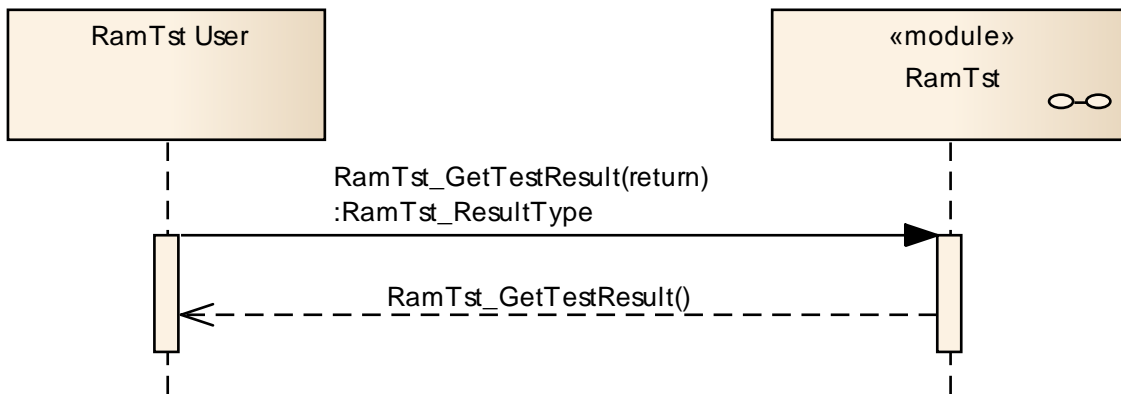 RamTst User
«module»
RamTst
RamTst_GetTestResult(return)
:RamTst_ResultType
RamTst_GetTestResult()